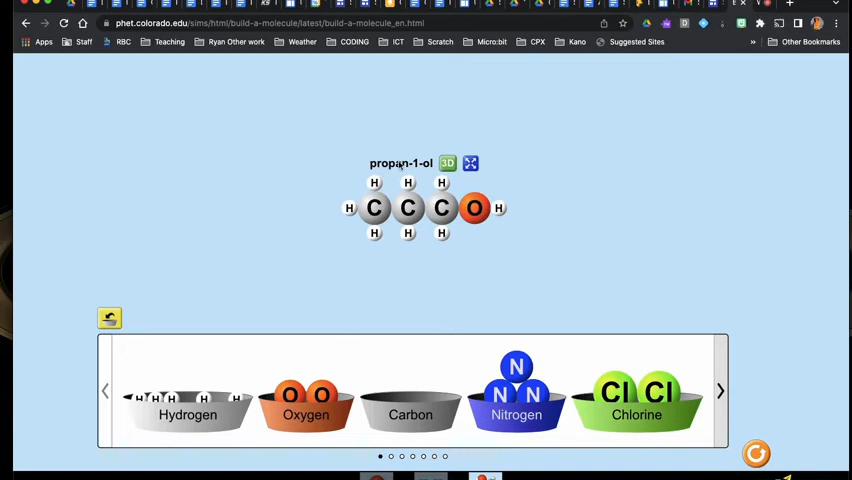 phet.colorado.edu/sims/html/build-a-molecule/latest/build-a-molecule_en.html
Apps Staff RBC Teaching Ryan Other work Weather CODING ICT Scratch Micro:bit CPX Kano Suggested Sites » Other Bookmarks
propan-1-ol 3D
H H H
H C C C O H
H H H
N
H H H H H O O N N Cl Cl
Hydrogen Oxygen Carbon Nitrogen Chlorine